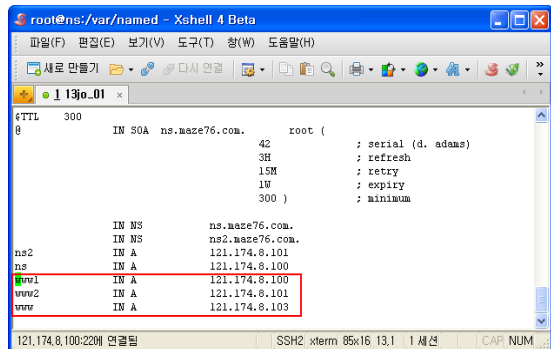 root@ns:/var/named - Xshell 4 Beta
파일(F) 편집(E) 보기(V) 도구(T) 창(W) 도움말(H)
새로 만들기 다시 연결
1 13jo_01 ×
$TTL 300
@ IN SOA ns.maze76.com. root (
42 ; serial (d. adams)
3H ; refresh
15M ; retry
1W ; expiry
300 ) ; minimum
IN NS ns.maze76.com.
IN NS ns2.maze76.com.
ns2 IN A 121.174.8.101
ns IN A 121.174.8.100
www1 IN A 121.174.8.100
www2 IN A 121.174.8.101
www IN A 121.174.8.103
121,174,8,100:22에 연결됨 SSH2 xterm 85x16 13,1 1 세션 CAP NUM